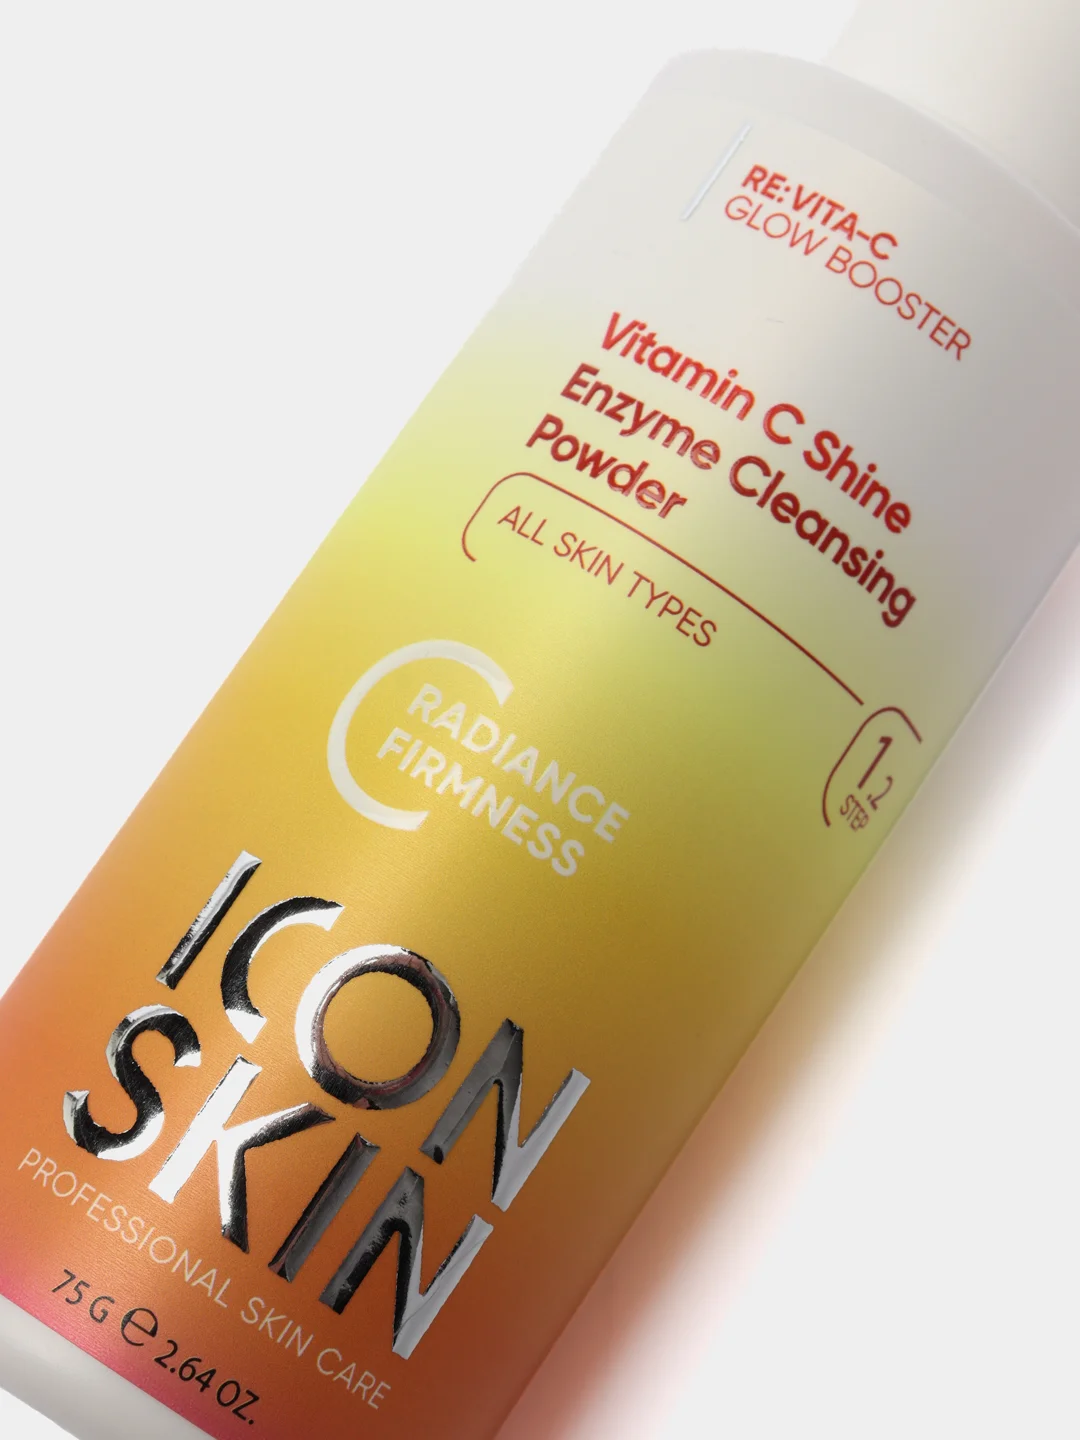 RE:VITA-C
GLOW BOOSTER
Vitamin C Shine
Enzyme Cleansing
Powder
ALL SKIN TYPES
1.2
STEP
C
RADIANCE
FIRMNESS
ICON
SKIN
PROFESSIONAL SKIN CARE
75 G ℮ 2.64 OZ.